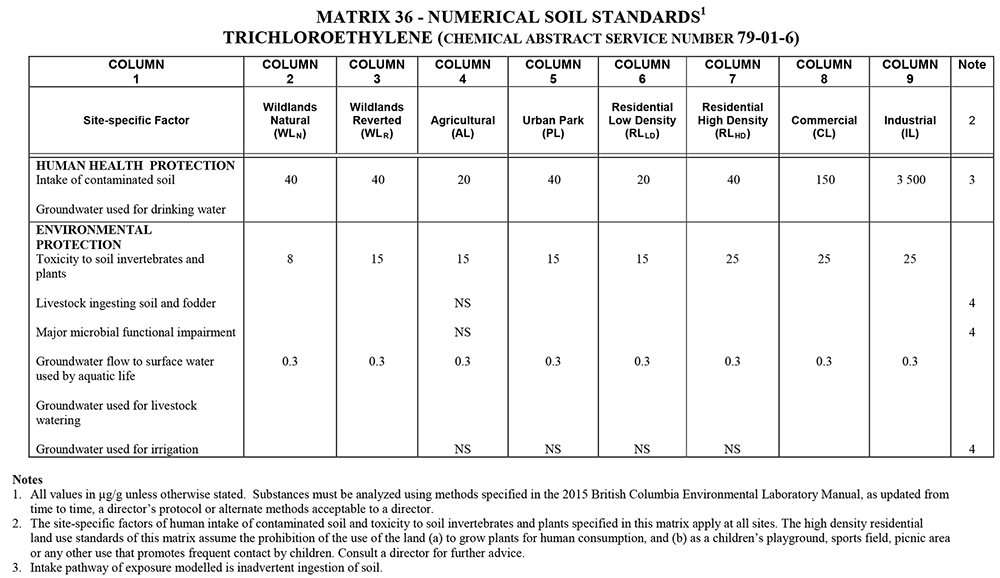 MATRIX 36 - NUMERICAL SOIL STANDARDS1
TRICHLOROETHYLENE (CHEMICAL ABSTRACT SERVICE NUMBER 79-01-6)
COLUMN 1 COLUMN 2 COLUMN 3 COLUMN 4 COLUMN 5 COLUMN 6 COLUMN 7 COLUMN 8 COLUMN 9 Note
Site-specific Factor Wildlands Natural (WLN) Wildlands Reverted (WLR) Agricultural (AL) Urban Park (PL) Residential Low Density (RLLD) Residential High Density (RLHD) Commercial (CL) Industrial (IL) 2
HUMAN HEALTH PROTECTION
Intake of contaminated soil 40 40 20 40 20 40 150 3 500 3
Groundwater used for drinking water
ENVIRONMENTAL
PROTECTION
Toxicity to soil invertebrates and 8 15 15 15 15 25 25 25
plants
Livestock ingesting soil and fodder NS 4
Major microbial functional impairment NS 4
Groundwater flow to surface water 0.3 0.3 0.3 0.3 0.3 0.3 0.3 0.3
used by aquatic life
Groundwater used for livestock
watering
Groundwater used for irrigation NS NS NS NS 4
Notes
1. All values in µg/g unless otherwise stated. Substances must be analyzed using methods specified in the 2015 British Columbia Environmental Laboratory Manual, as updated from
time to time, a director's protocol or alternate methods acceptable to a director.
2. The site-specific factors of human intake of contaminated soil and toxicity to soil invertebrates and plants specified in this matrix apply at all sites. The high density residential
land use standards of this matrix assume the prohibition of the use of the land (a) to grow plants for human consumption, and (b) as a children's playground, sports field, picnic area
or any other use that promotes frequent contact by children. Consult a director for further advice.
3. Intake pathway of exposure modelled is inadvertent ingestion of soil.